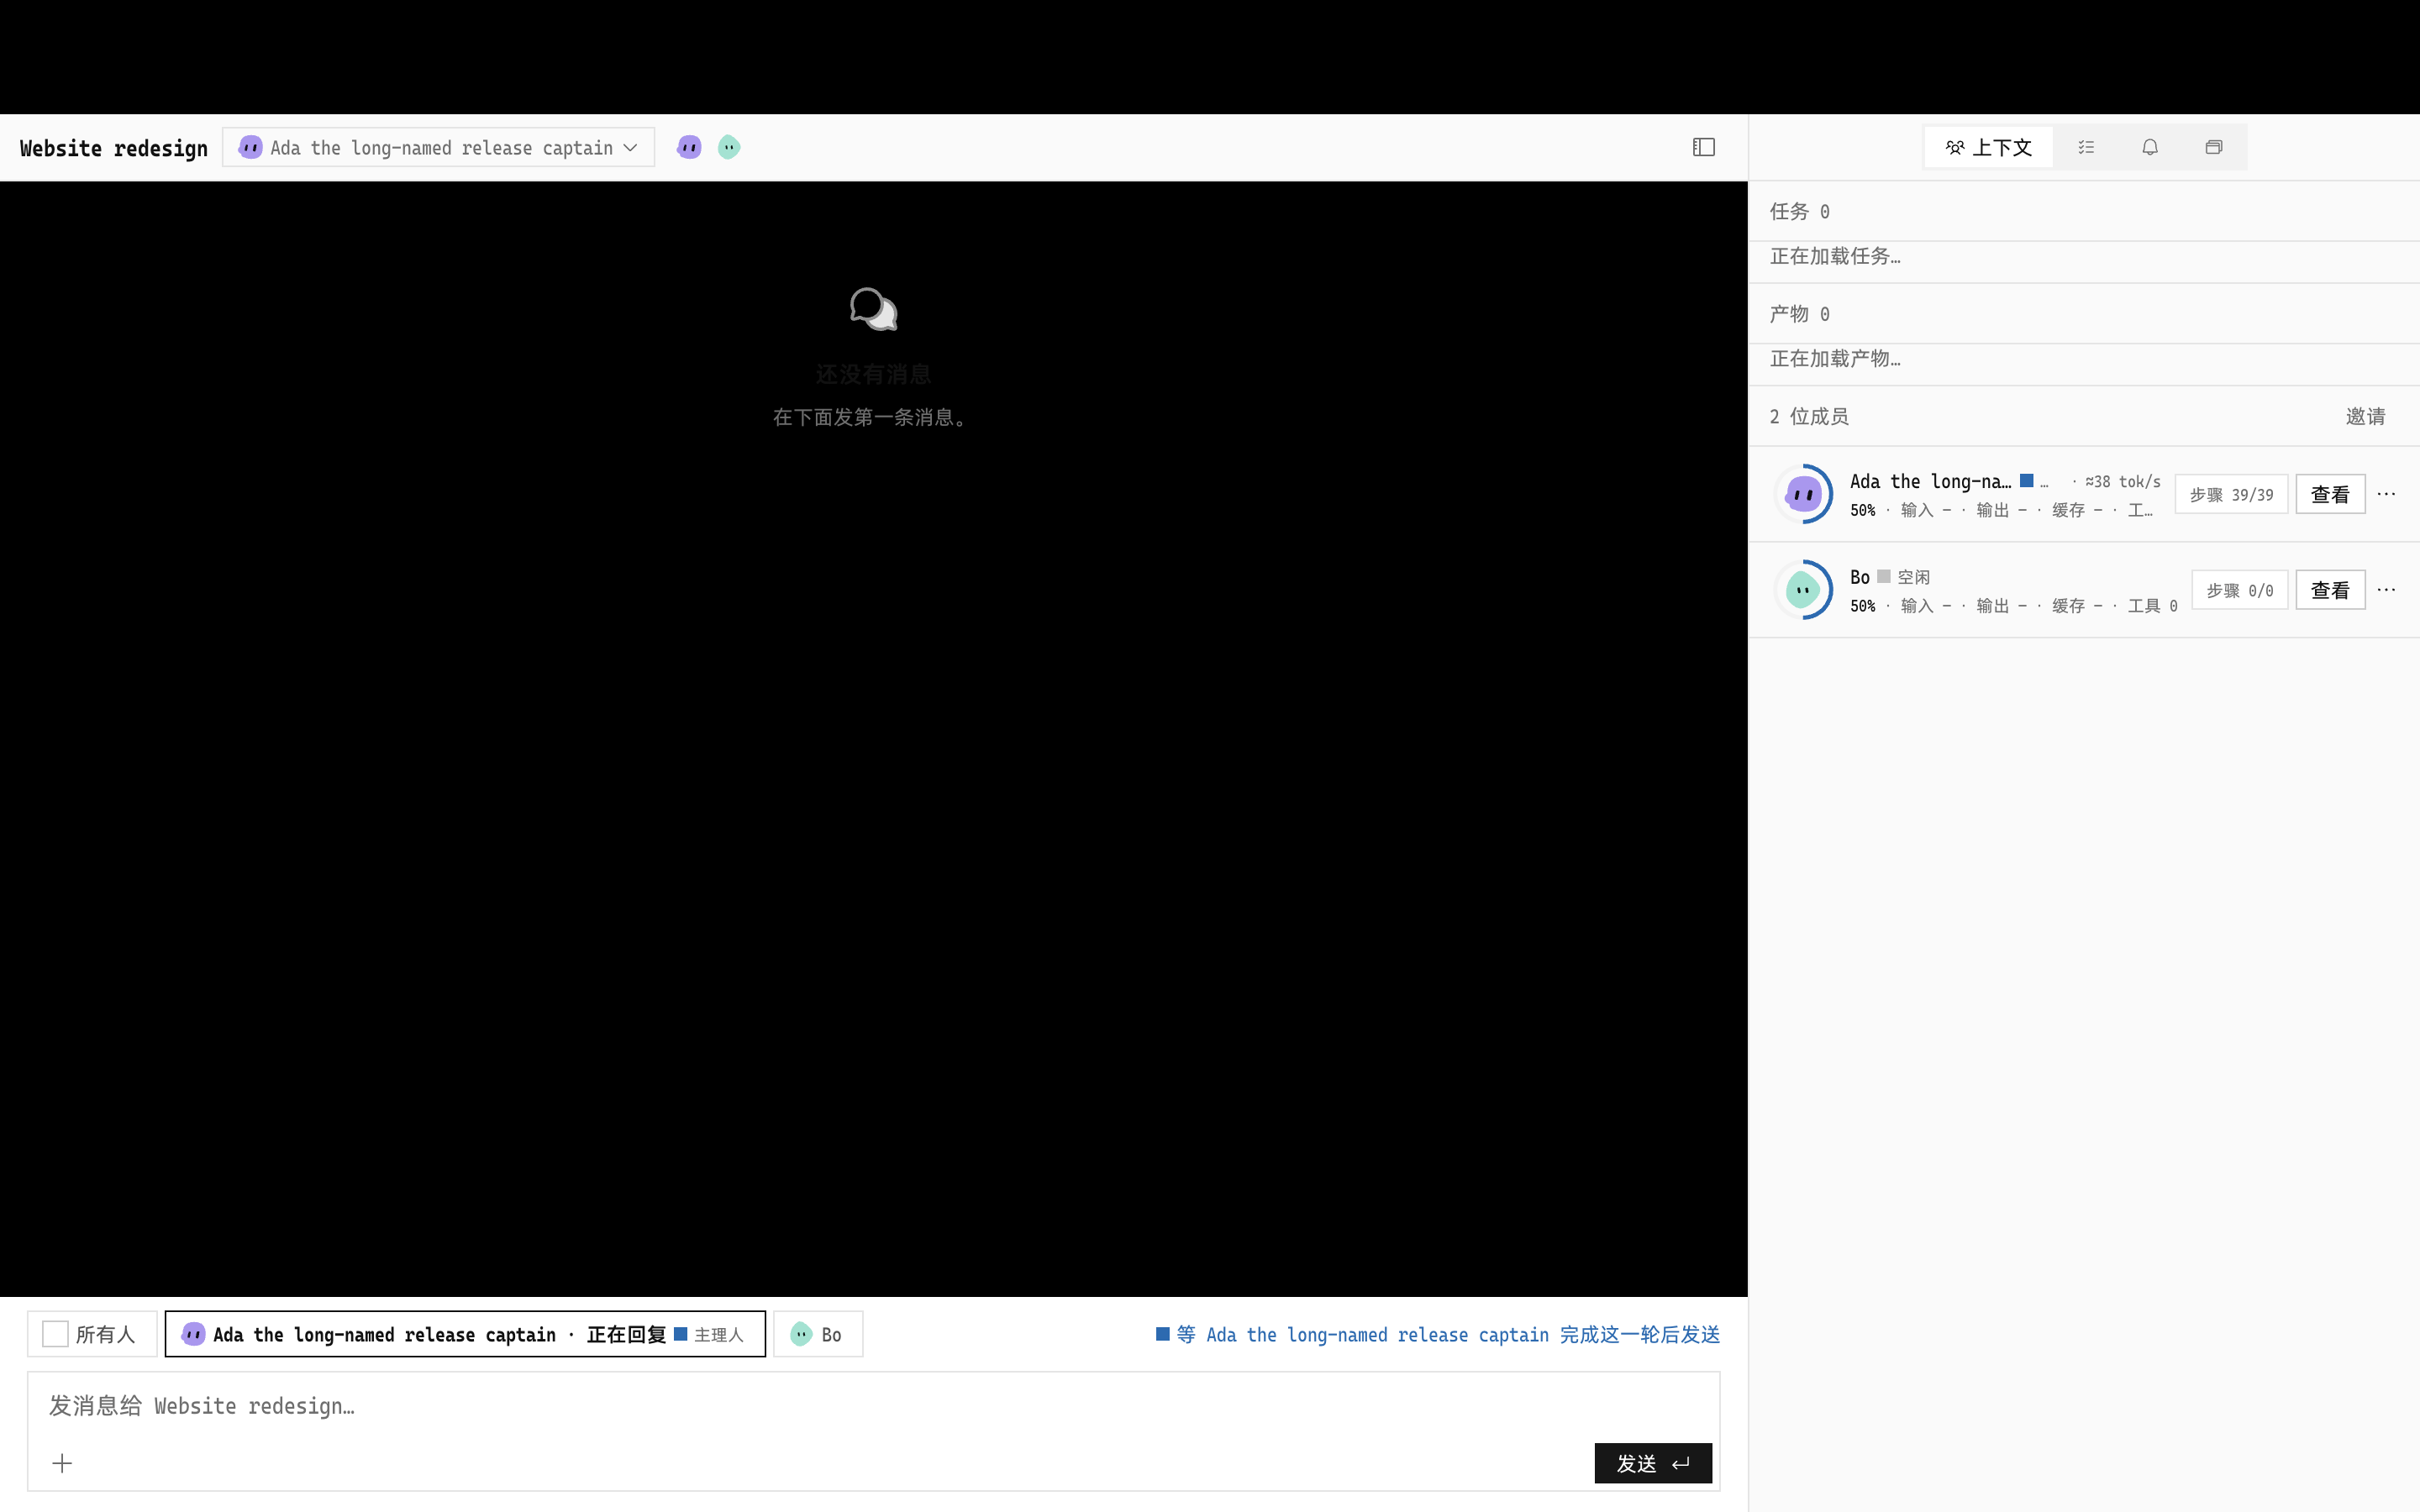 Website redesign
Ada the long-named release captain
上下文
任务 0
正在加载任务…
产物 0
正在加载产物…
2 位成员 邀请
Ada the long-na… … · ≈38 tok/s
50% · 输入 — · 输出 — · 缓存 — · 工…
步骤 39/39
查看
Bo 空闲
50% · 输入 — · 输出 — · 缓存 — · 工具 0
步骤 0/0
查看
还没有消息
在下面发第一条消息。
所有人
Ada the long-named release captain · 正在回复 主理人
Bo
等 Ada the long-named release captain 完成这一轮后发送
发消息给 Website redesign…
发送